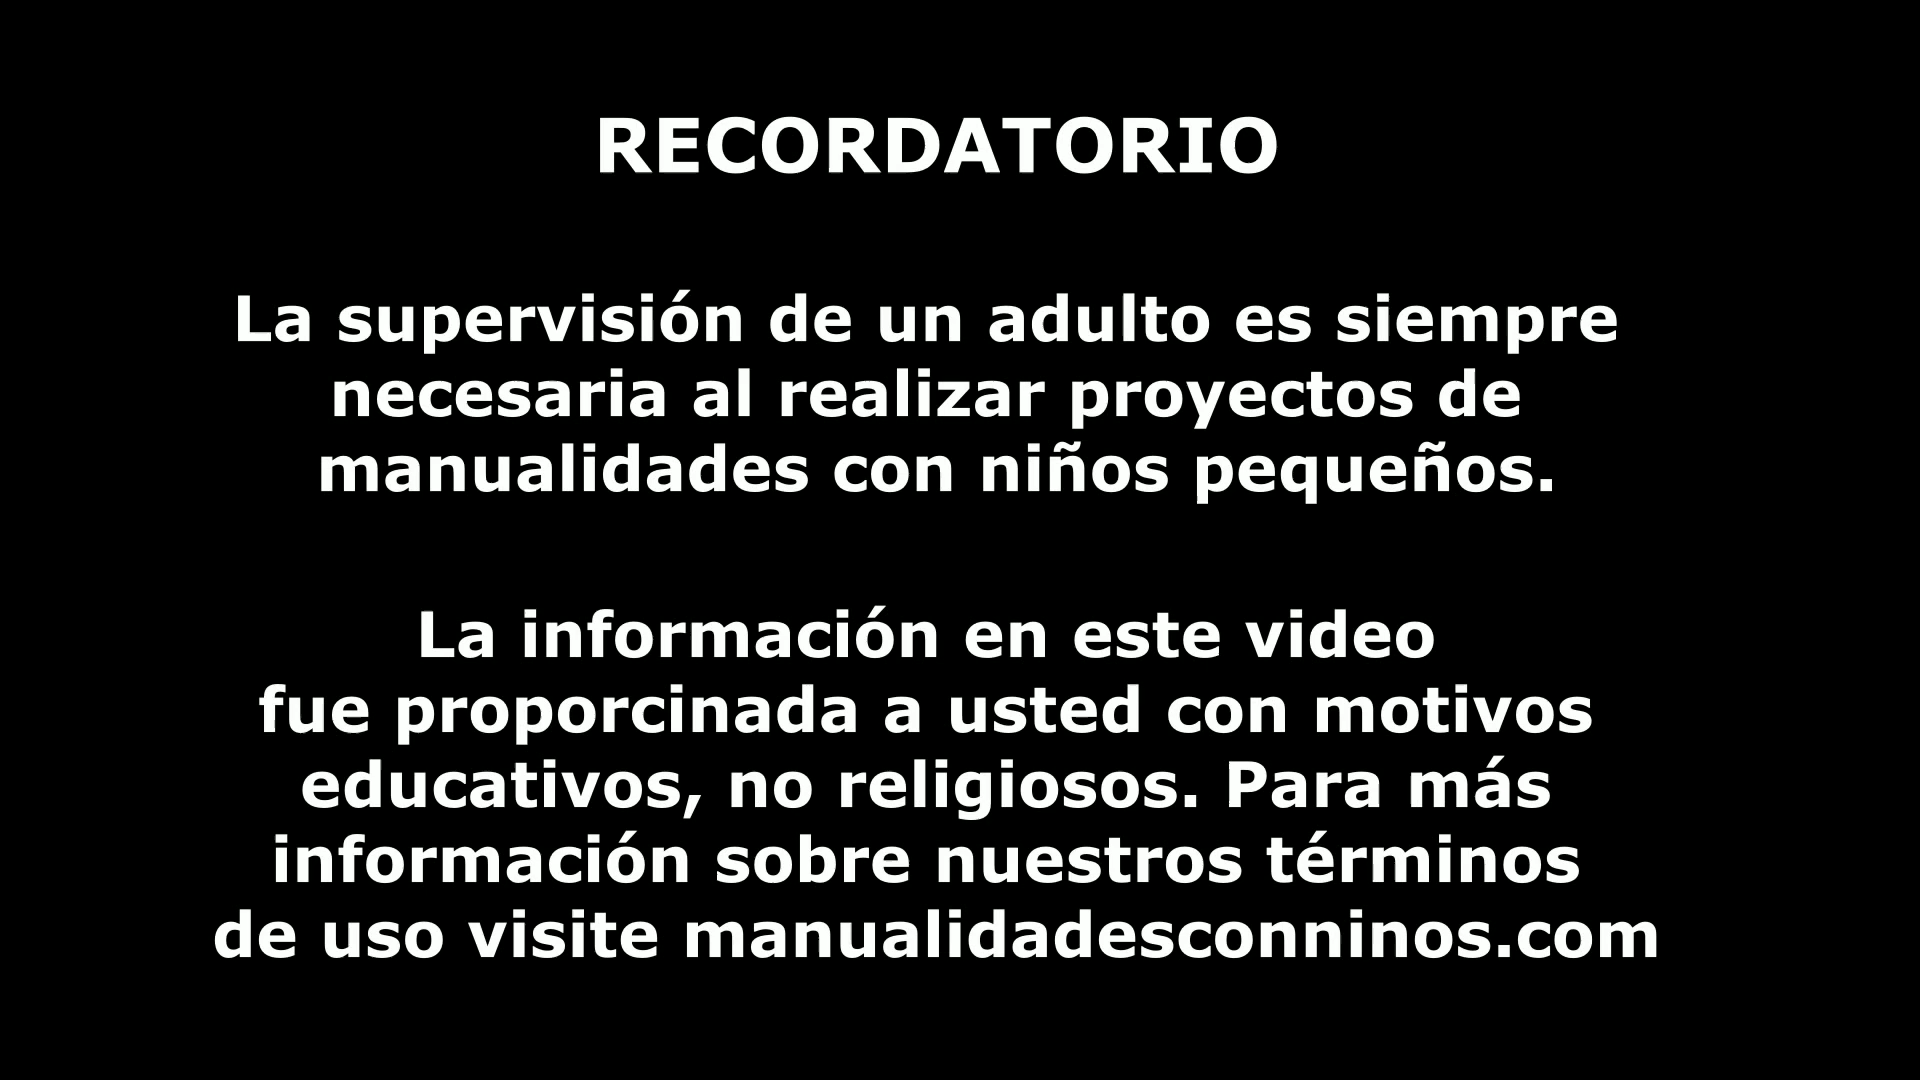 RECORDATORIO
La supervisión de un adulto es siempre
necesaria al realizar proyectos de
manualidades con niños pequeños.
La información en este video
fue proporcinada a usted con motivos
educativos, no religiosos. Para más
información sobre nuestros términos
de uso visite manualidadesconninos.com